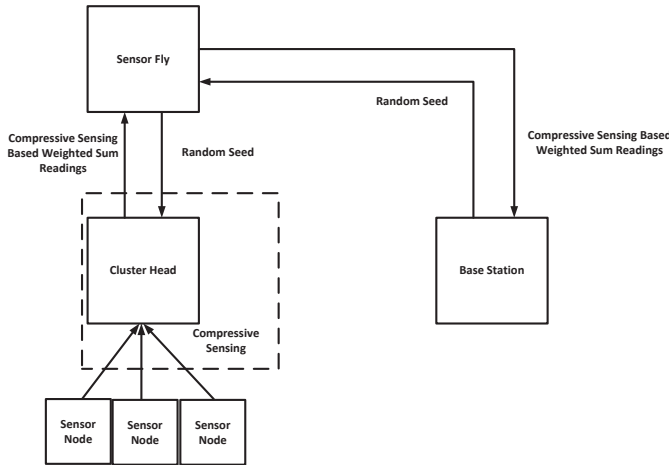 Sensor Fly
Random Seed
Compressive Sensing
Based Weighted Sum
Readings
Random Seed
Compressive Sensing Based
Weighted Sum Readings
Cluster Head
Base Station
Compressive
Sensing
Sensor
Node
Sensor
Node
Sensor
Node